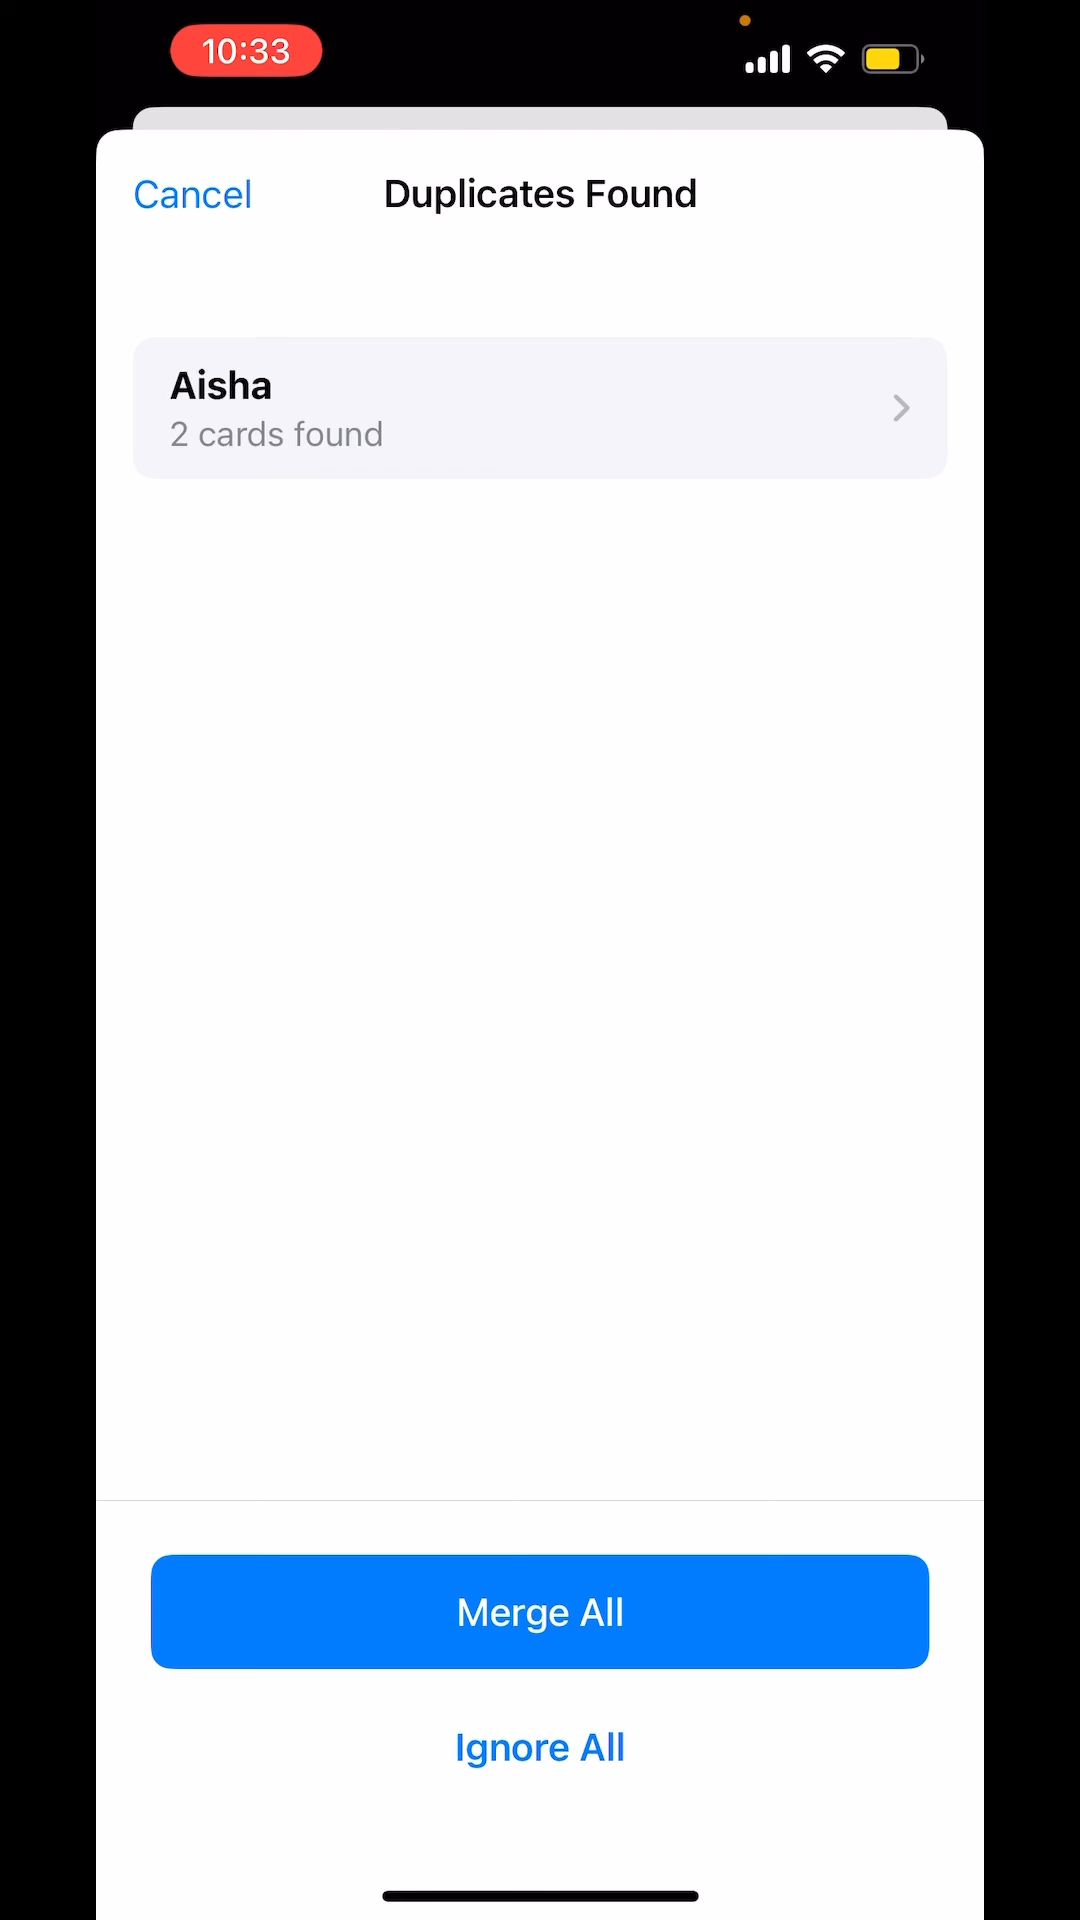 10:33
Cancel
Duplicates Found
Aisha
2 cards found
Merge All
Ignore All